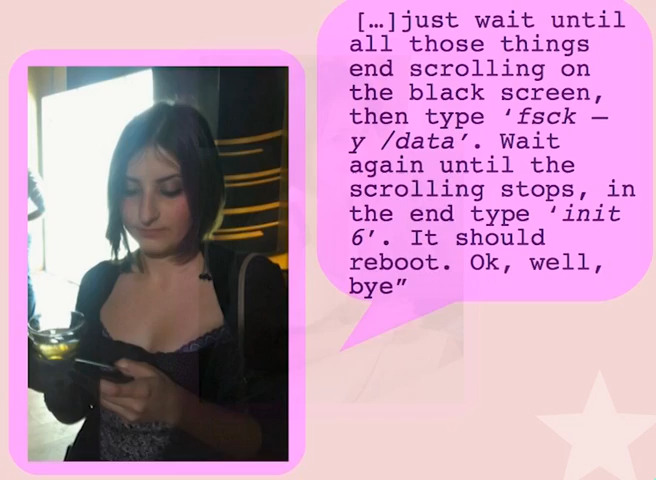 […]just wait until
all those things
end scrolling on
the black screen,
then type ‘fsck —
y /data’. Wait
again until the
scrolling stops, in
the end type ‘init
6’. It should
reboot. Ok, well,
bye”